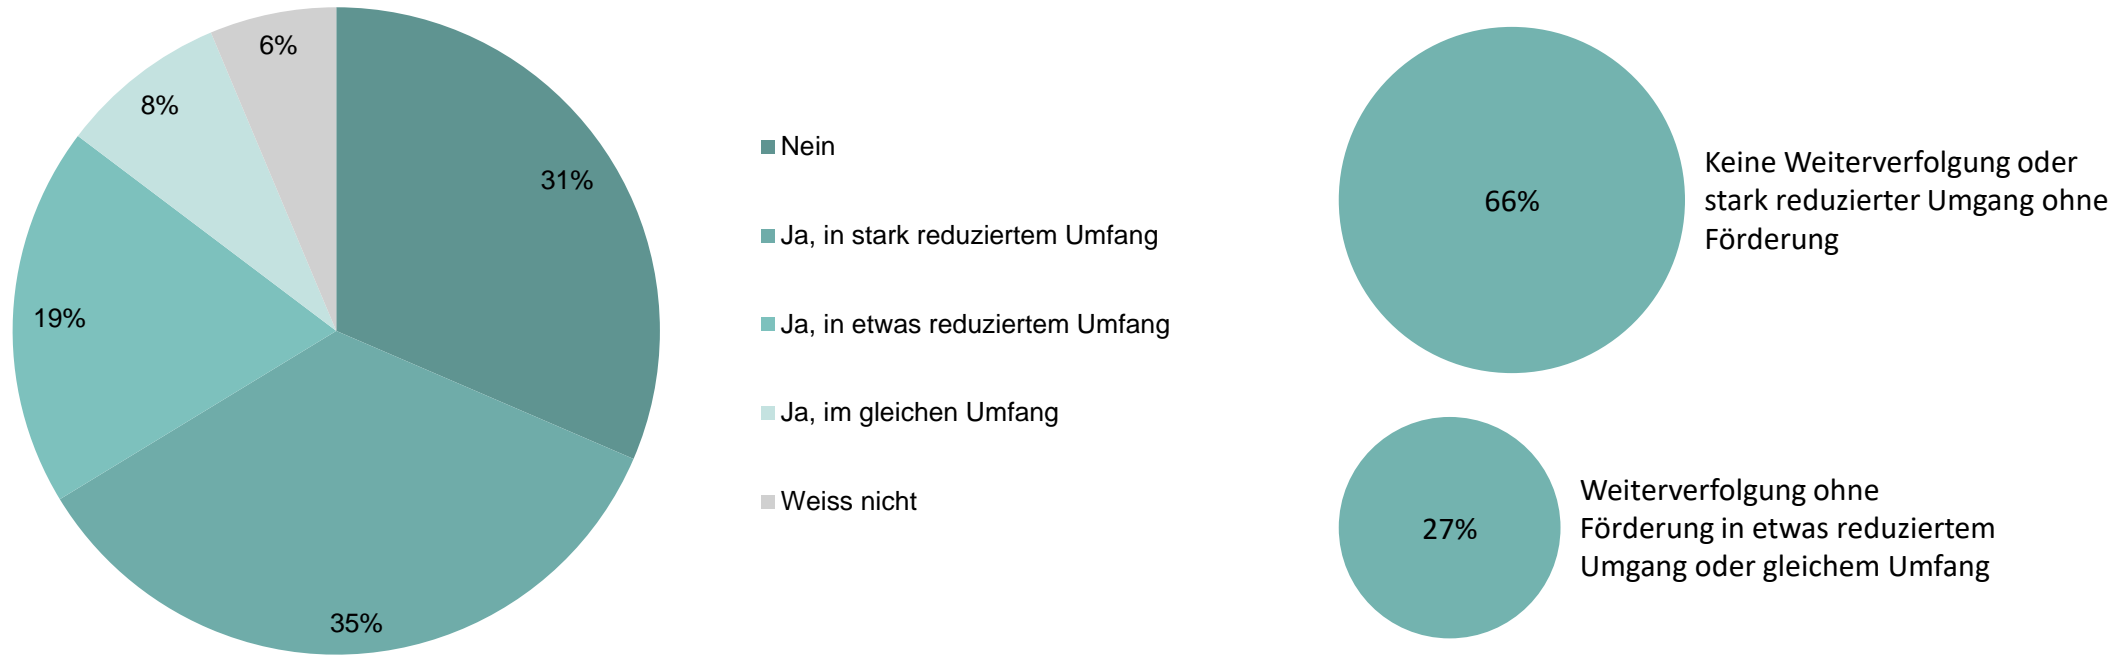 6%
8%
31%
19%
35%
Nein
Ja, in stark reduziertem Umfang
Ja, in etwas reduziertem Umfang
Ja, im gleichen Umfang
Weiss nicht
66%
Keine Weiterverfolgung oder
stark reduzierter Umgang ohne
Förderung
27%
Weiterverfolgung ohne
Förderung in etwas reduziertem
Umgang oder gleichem Umfang